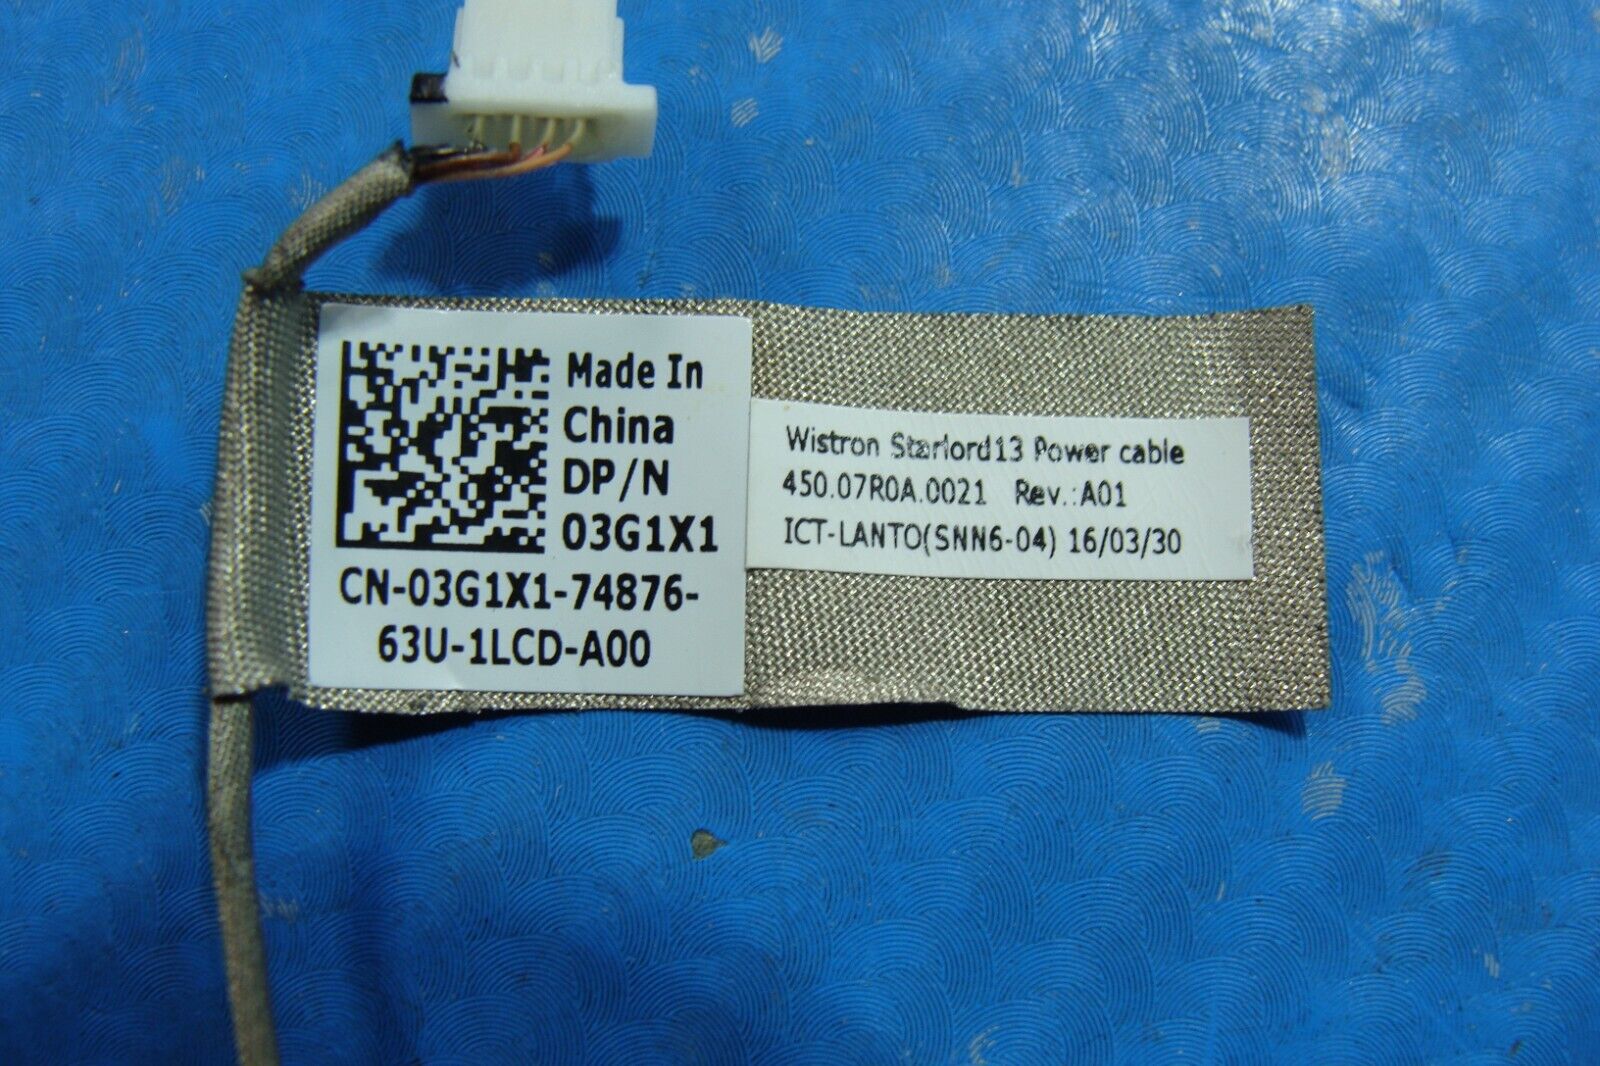 Made In
China
DP/N
03G1X1
CN-03G1X1-74876-
63U-1LCD-A00
Wistron Starlord13 Power cable
450.07R0A.0021 Rev.:A01
ICT-LANTO(SNN6-04) 16/03/30